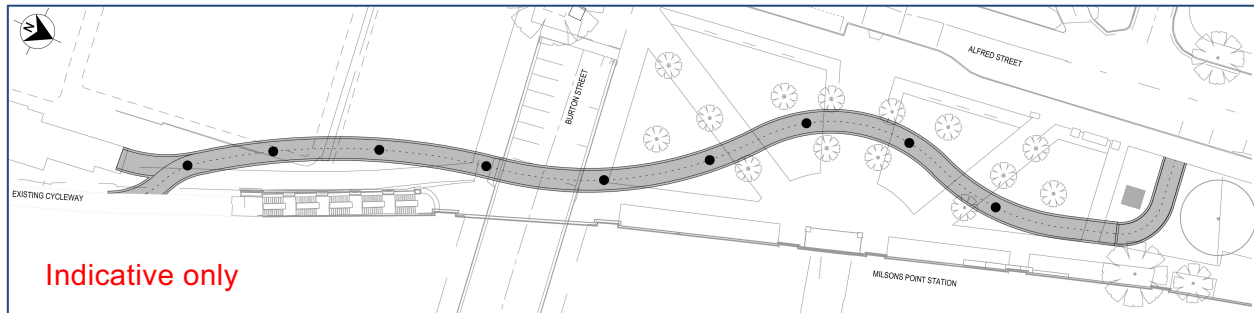 N
ALFRED STREET
BURTON STREET
EXISTING CYCLEWAY
MILSONS POINT STATION
Indicative only